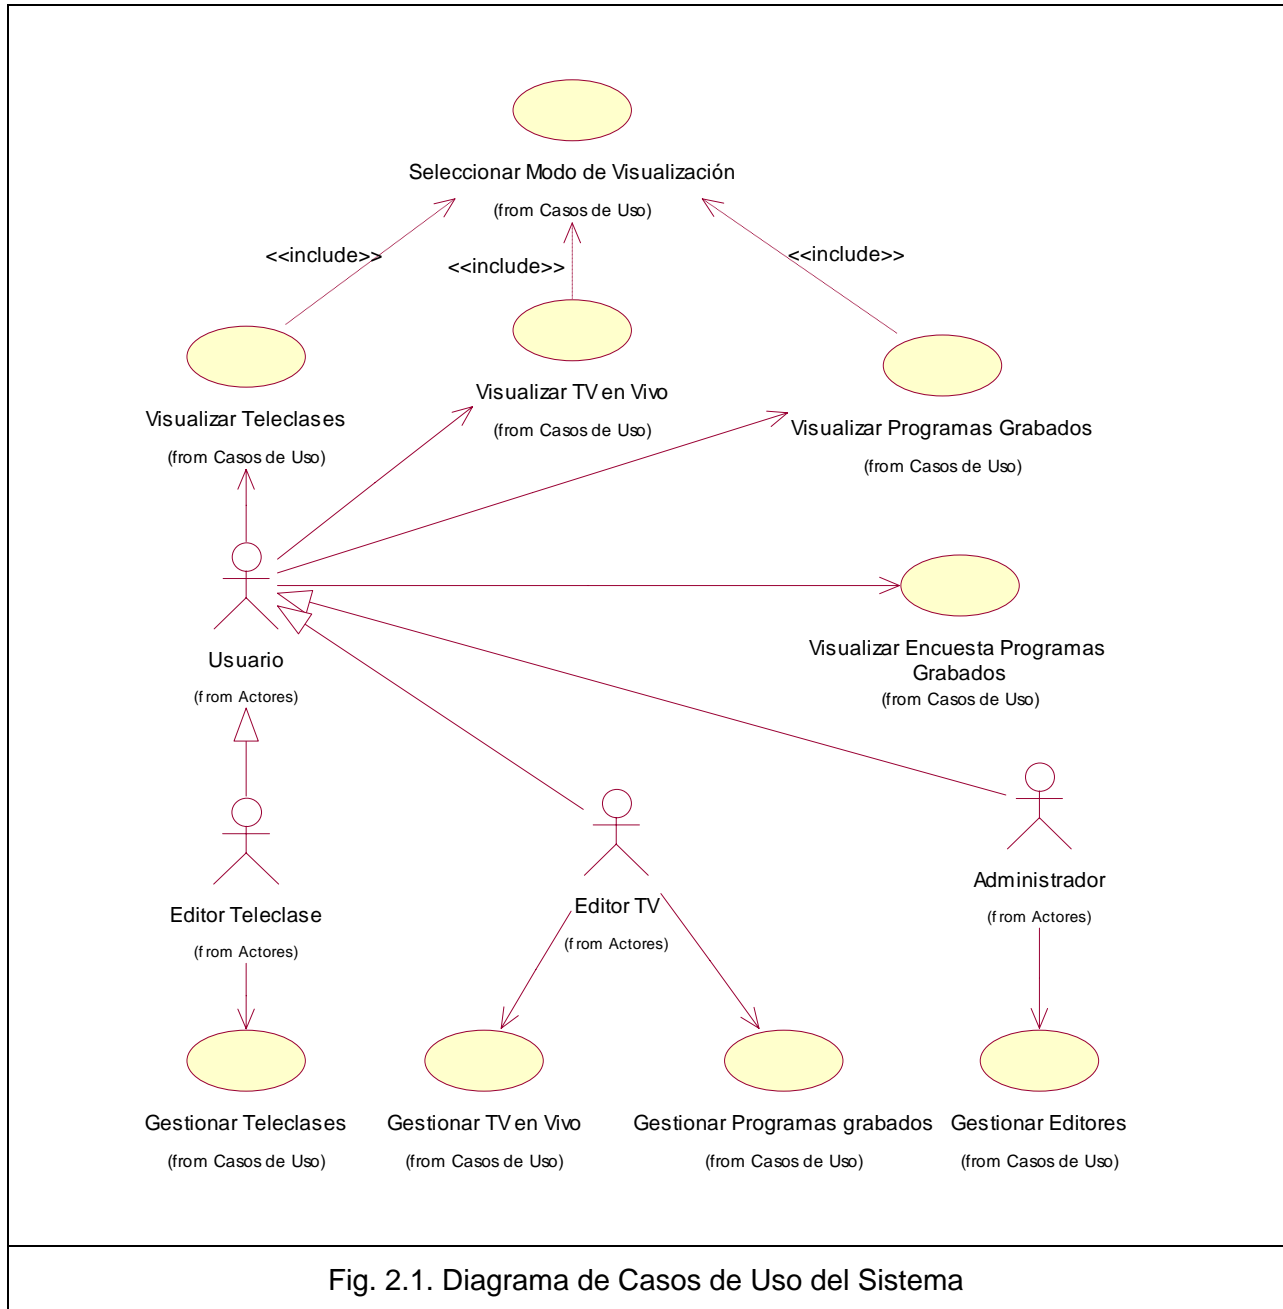 Seleccionar Modo de Visualización
(from Casos de Uso)
<<include>>
<<include>>
<<include>>
Visualizar Teleclases
(from Casos de Uso)
Visualizar TV en Vivo
(from Casos de Uso)
Visualizar Programas Grabados
(from Casos de Uso)
Visualizar Encuesta Programas
Grabados
(from Casos de Uso)
Usuario
(from Actores)
Editor Teleclase
(from Actores)
Editor TV
(from Actores)
Administrador
(from Actores)
Gestionar Teleclases
(from Casos de Uso)
Gestionar TV en Vivo
(from Casos de Uso)
Gestionar Programas grabados
(from Casos de Uso)
Gestionar Editores
(from Casos de Uso)
Fig. 2.1. Diagrama de Casos de Uso del Sistema